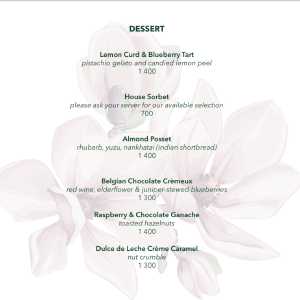 DESSERT
Lemon Curd & Blueberry Tart
pistachio gelato and candied lemon peel
1 400
House Sorbet
please ask your server for our available selection
700
Almond Posset
rhubarb, yuzu, nankhatai (indian shortbread)
1 400
Belgian Chocolate Crémeux
red wine, elderflower & juniper-stewed blueberries
1 300
Raspberry & Chocolate Ganache
toasted hazelnuts
1 400
Dulce de Leche Crème Caramel
nut crumble
1 300